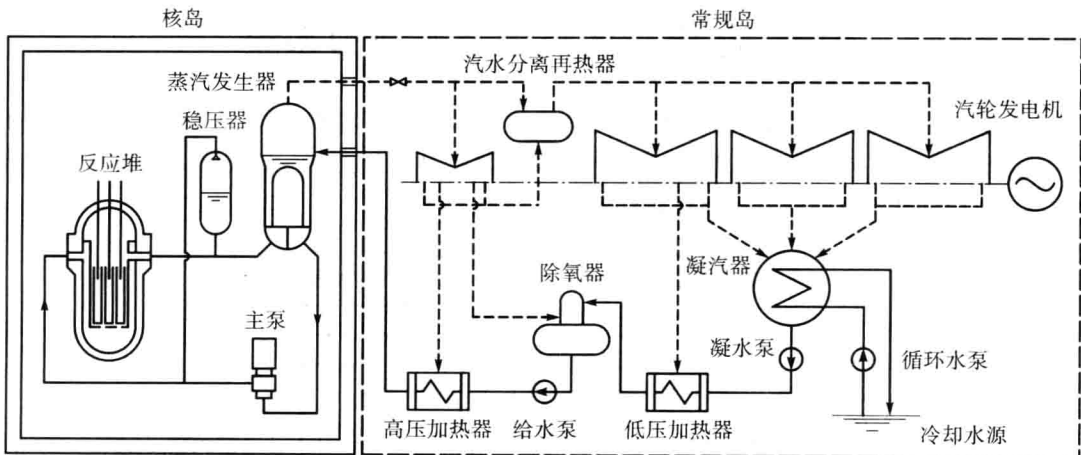 核岛
常规岛
蒸汽发生器
汽水分离再热器
稳压器
汽轮发电机
反应堆
除氧器
凝汽器
主泵
凝水泵
循环水泵
高压加热器
给水泵
低压加热器
冷却水源